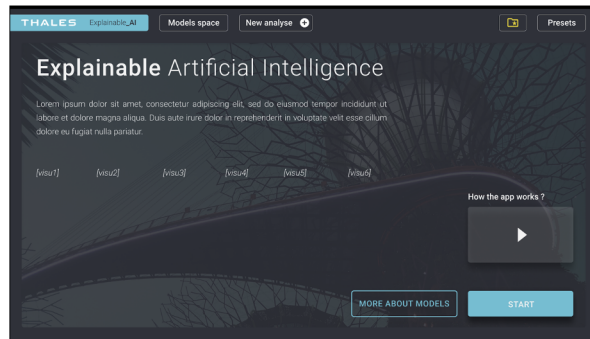 THALES Explainable_AI Models space New analyse Presets
Explainable Artificial Intelligence
Lorem ipsum dolor sit amet, consectetur adipiscing elit, sed do eiusmod tempor incididunt ut
labore et dolore magna aliqua. Duis aute irure dolor in reprehenderit in voluptate velit esse cillum
dolore eu fugiat nulla pariatur.
[visu1] [visu2] [visu3] [visu4] [visu5] [visu6]
How the app works ?
MORE ABOUT MODELS START